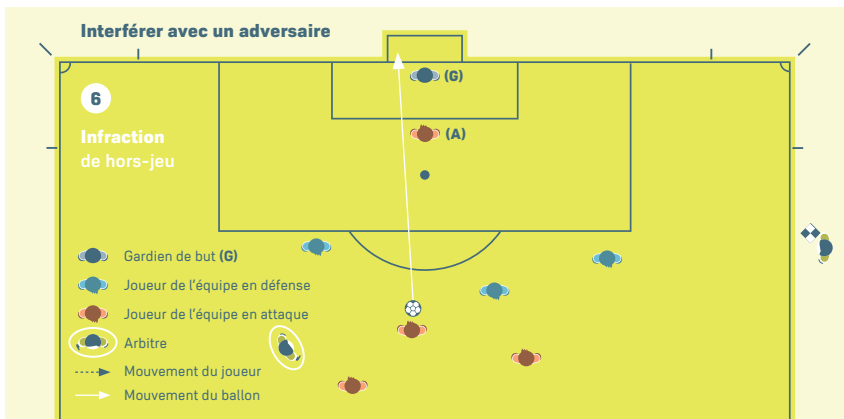 Interférer avec un adversaire
(G)
6
(A)
Infraction
de hors-jeu
Gardien de but (G)
Joueur de l'équipe en défense
Joueur de l'équipe en attaque
Arbitre
Mouvement du joueur
Mouvement du ballon